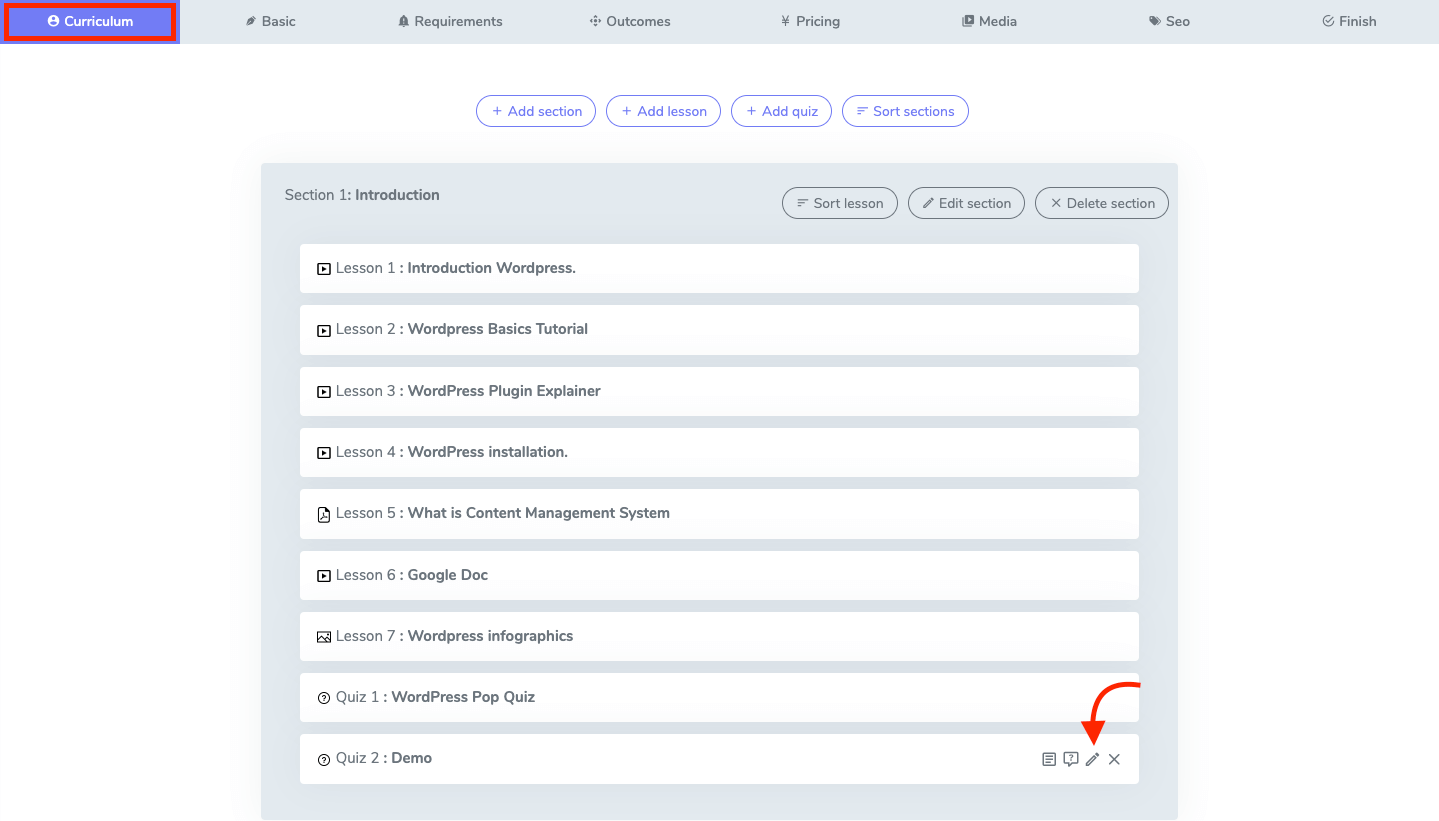 Curriculum Basic Requirements Outcomes Pricing Media Seo Finish
+ Add section + Add lesson + Add quiz Sort sections
Section 1: Introduction
Sort lesson Edit section Delete section
Lesson 1 : Introduction Wordpress.
Lesson 2 : Wordpress Basics Tutorial
Lesson 3 : WordPress Plugin Explainer
Lesson 4 : WordPress installation.
Lesson 5 : What is Content Management System
Lesson 6 : Google Doc
Lesson 7 : Wordpress infographics
Quiz 1 : WordPress Pop Quiz
Quiz 2 : Demo